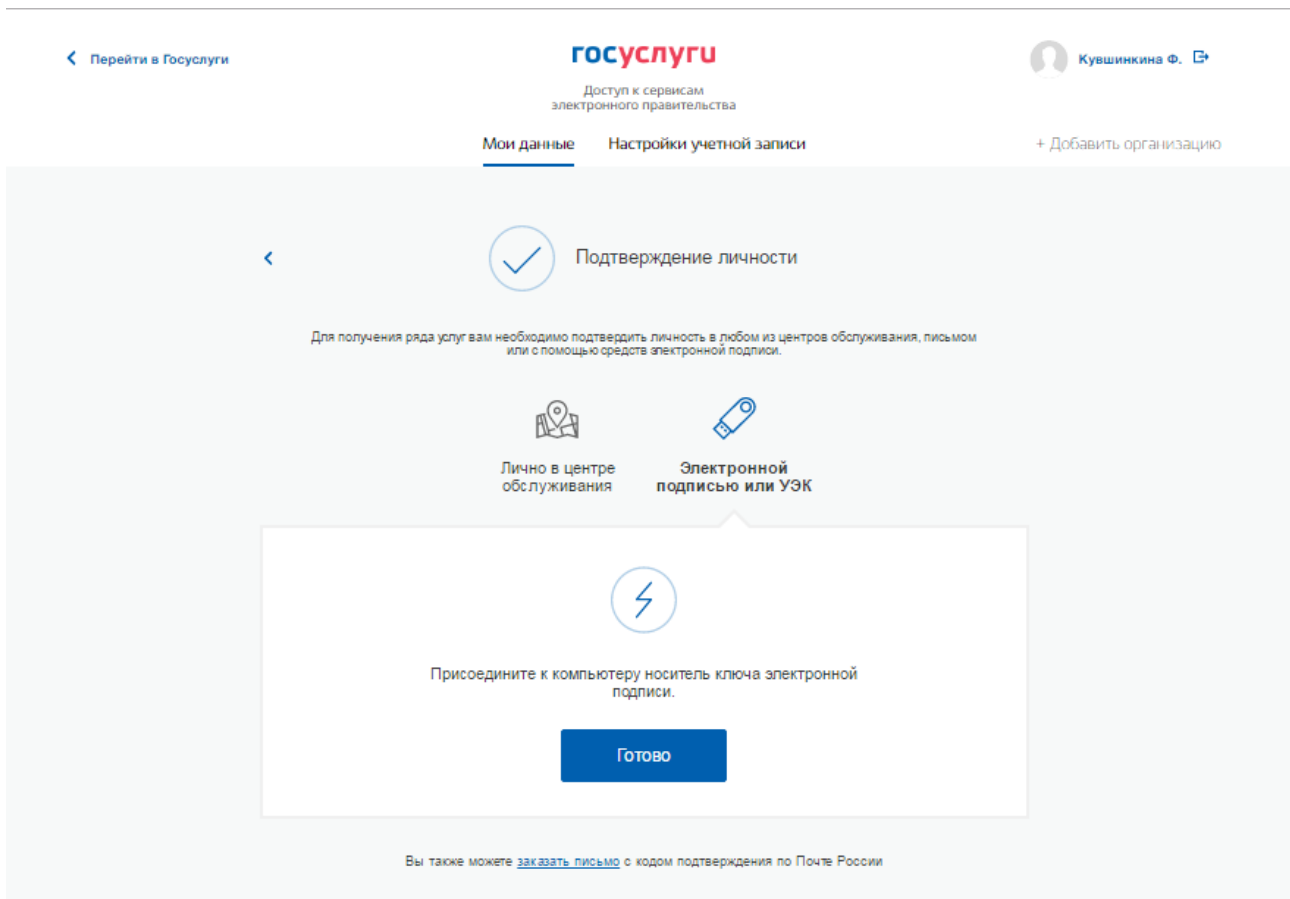 Перейти в Госуслуги
госуслуги
Кувшинкина Ф.
Доступ к сервисам
электронного правительства
Мои данные
Настройки учетной записи
+ Добавить организацию
Подтверждение личности
Для получения ряда услуг вам необходимо подтвердить личность в любом из центров обслуживания, письмом
или с помощью средств электронной подписи.
Лично в центре
обслуживания
Электронной
подписью или УЭК
Присоедините к компьютеру носитель ключа электронной
подписи.
Готово
Вы также можете заказать письмо с кодом подтверждения по Почте России